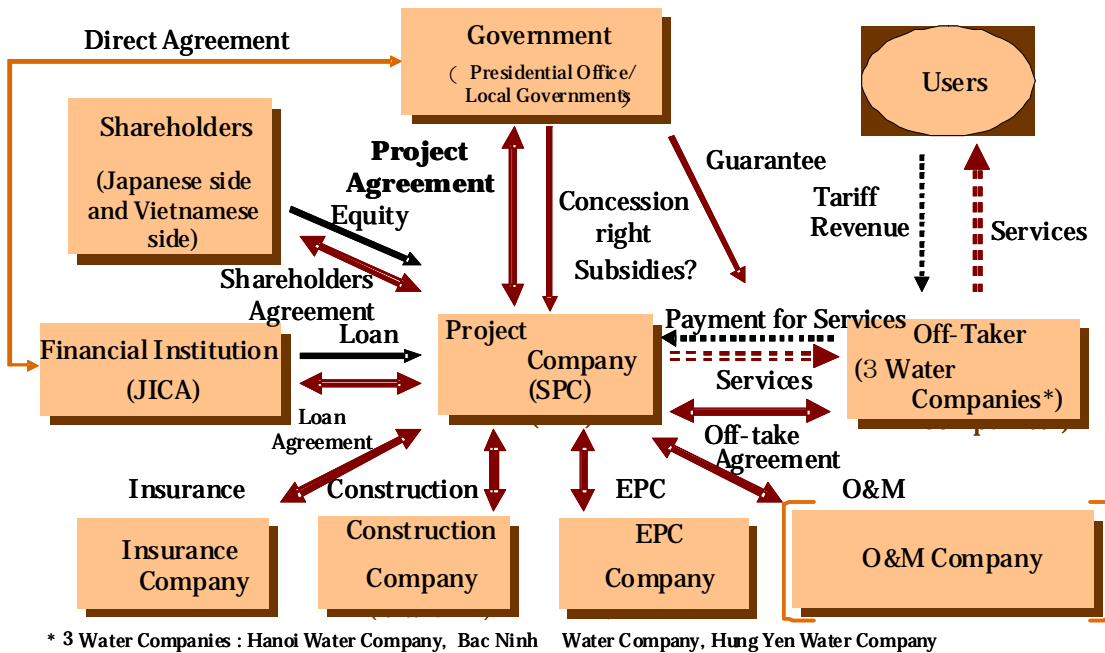 Direct Agreement
Government
( Presidential Office/
Local Governments)
Users
Shareholders
(Japanese side
and Vietnamese
side)
Project
Agreement
Equity
Guarantee
Concession
right
Subsidies?
Tariff
Revenue
Services
Shareholders
Agreement
Financial Institution
(JICA)
Loan
Loan
Agreement
Project
Company
(SPC)
Payment for Services
Services
Off-Taker
(3 Water
Companies*)
Off-take
Agreement
Insurance
Construction
EPC
O&M
Insurance
Company
Construction
Company
EPC
Company
O&M Company
* 3 Water Companies : Hanoi Water Company, Bac Ninh Water Company, Hung Yen Water Company